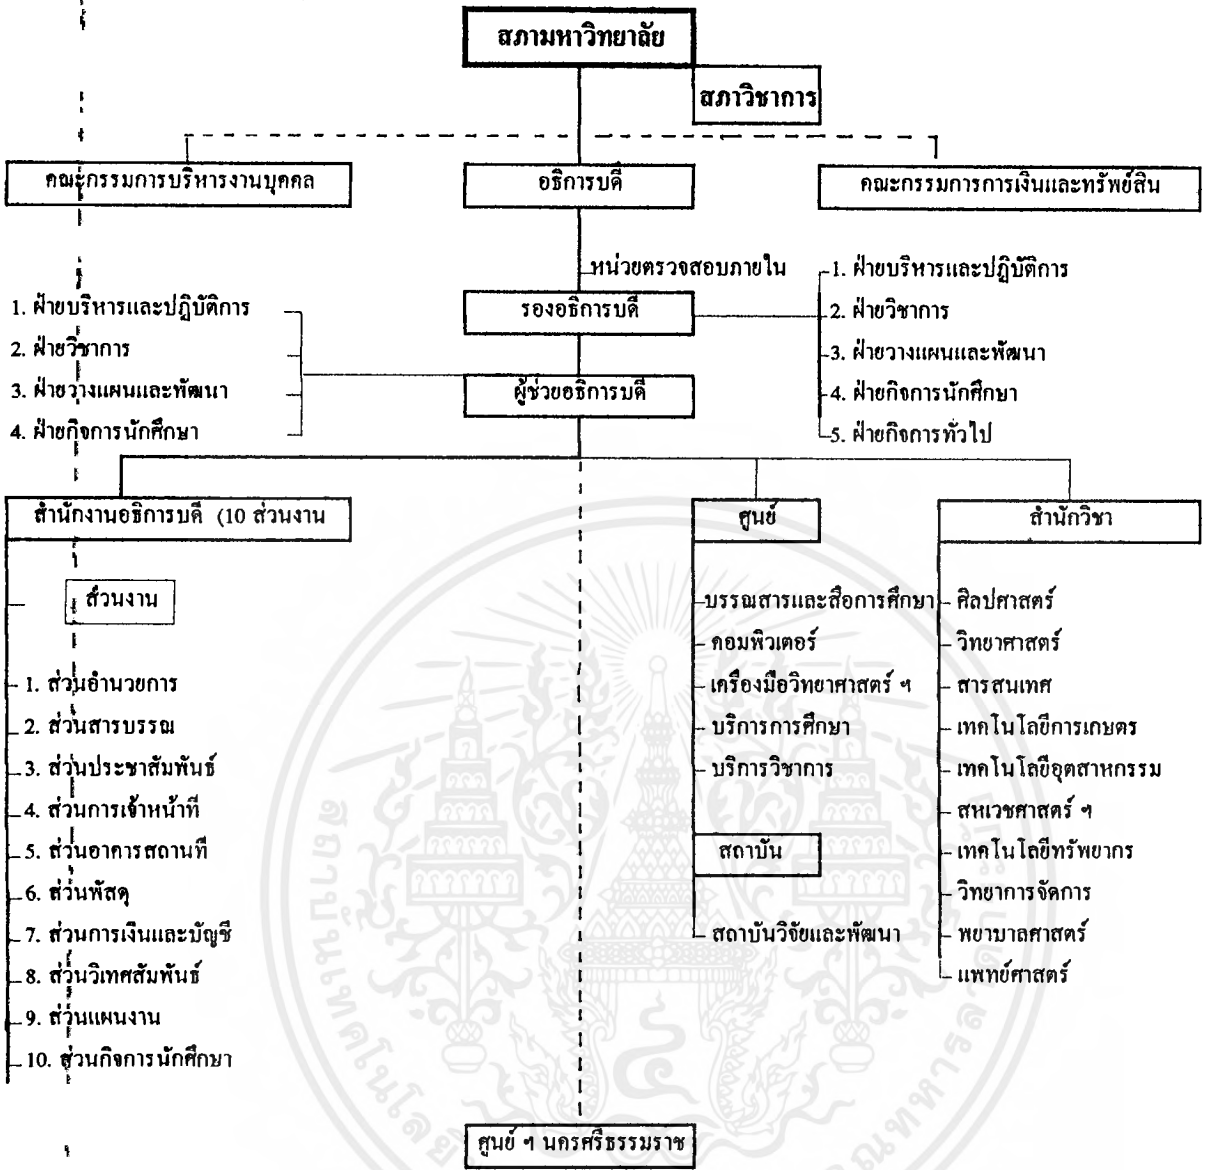 สภามหาวิทยาลัย
สภาวิชาการ
คณะกรรมการบริหารงานบุคคล
อธิการบดี
คณะกรรมการการเงินและทรัพย์สิน
หน่วยตรวจสอบภายใน
รองอธิการบดี
1. ฝ่ายบริหารและปฏิบัติการ
2. ฝ่ายวิชาการ
3. ฝ่ายวางแผนและพัฒนา
4. ฝ่ายกิจการนักศึกษา
5. ฝ่ายกิจการทั่วไป
1. ฝ่ายบริหารและปฏิบัติการ
2. ฝ่ายวิชาการ
3. ฝ่ายวางแผนและพัฒนา
4. ฝ่ายกิจการนักศึกษา
ผู้ช่วยอธิการบดี
สำนักงานอธิการบดี (10 ส่วนงาน
ส่วนงาน
1. ส่วนอำนวยการ
2. ส่วนสารบรรณ
3. ส่วนประชาสัมพันธ์
4. ส่วนการเจ้าหน้าที่
5. ส่วนอาคารสถานที่
6. ส่วนพัสดุ
7. ส่วนการเงินและบัญชี
8. ส่วนวิเทศสัมพันธ์
9. ส่วนแผนงาน
10. ส่วนกิจการนักศึกษา
ศูนย์
บรรณสารและสื่อการศึกษา
คอมพิวเตอร์
เครื่องมือวิทยาศาสตร์ ฯ
บริการการศึกษา
บริการวิชาการ
สถาบัน
สถาบันวิจัยและพัฒนา
สำนักวิชา
ศิลปศาสตร์
วิทยาศาสตร์
สารสนเทศ
เทคโนโลยีการเกษตร
เทคโนโลยีอุตสาหกรรม
สหเวชศาสตร์ ฯ
เทคโนโลยีทรัพยากร
วิทยาการจัดการ
พยาบาลศาสตร์
แพทย์ศาสตร์
ศูนย์ ฯ นครศรีธรรมราช
สถาบันเทคโนโลยี